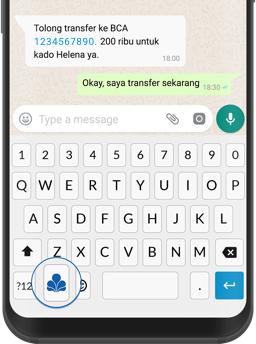 Tolong transfer ke BCA
1234567890. 200 ribu untuk
kado Helena ya.
18:00
Okay, saya transfer sekarang
18:30
Type a message
1 2 3 4 5 6 7 8 9 0
Q W E R T Y U I O P
A S D F G H J K L
Z X C V B N M
?12 .